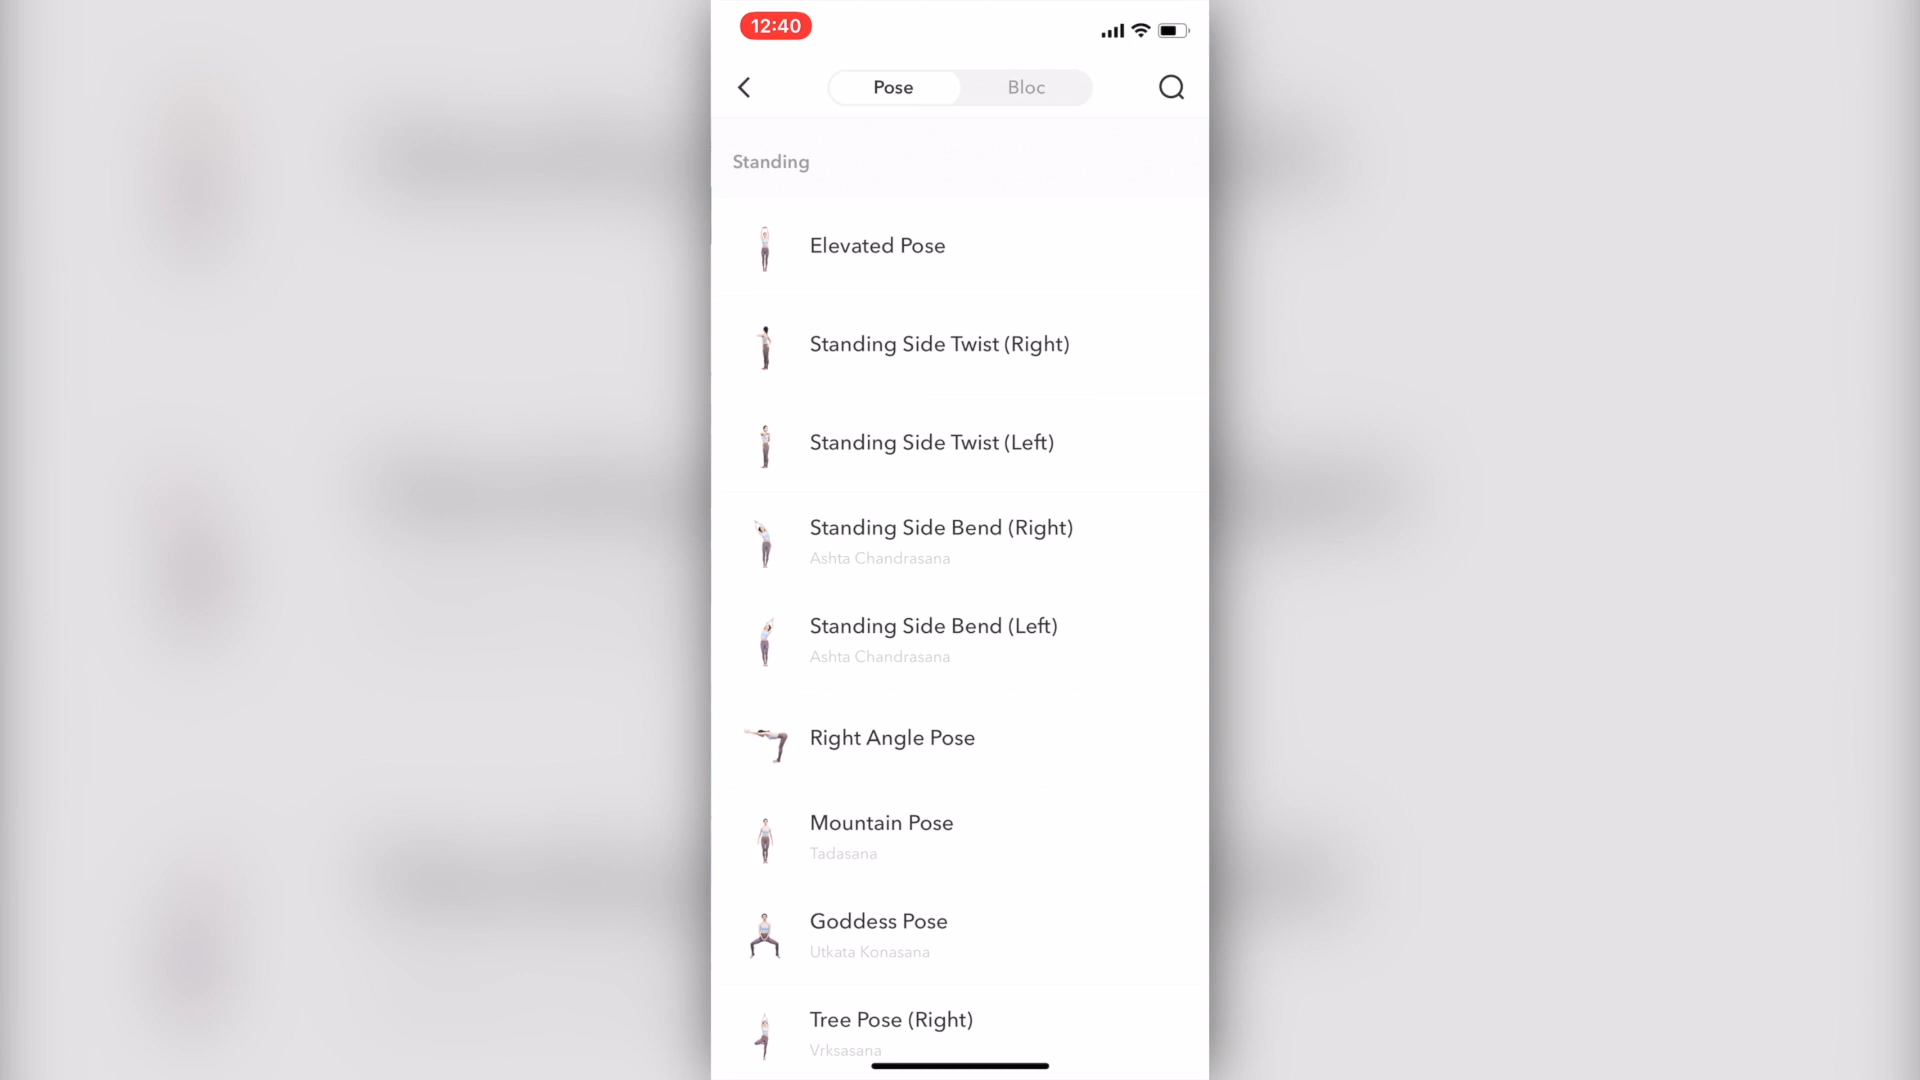 12:40
Pose
Bloc
Standing
Elevated Pose
Standing Side Twist (Right)
Standing Side Twist (Left)
Standing Side Bend (Right)
Ashta Chandrasana
Standing Side Bend (Left)
Ashta Chandrasana
Right Angle Pose
Mountain Pose
Tadasana
Goddess Pose
Utkata Konasana
Tree Pose (Right)
Vrksasana